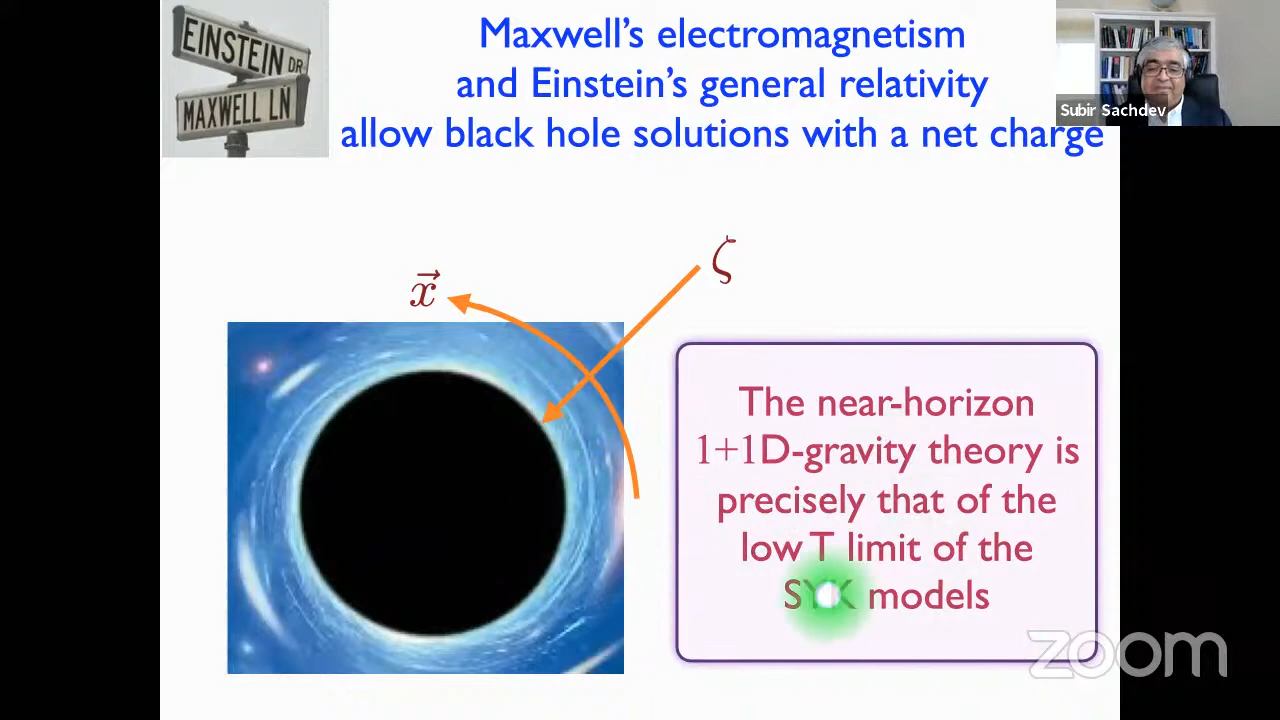 EINSTEIN DR
MAXWELL LN
Maxwell's electromagnetism
and Einstein's general relativity
allow black hole solutions with a net charge
Subir Sachdev
ζ
x⃗
The near-horizon
1+1D-gravity theory is
precisely that of the
low T limit of the
SYK models
zoom